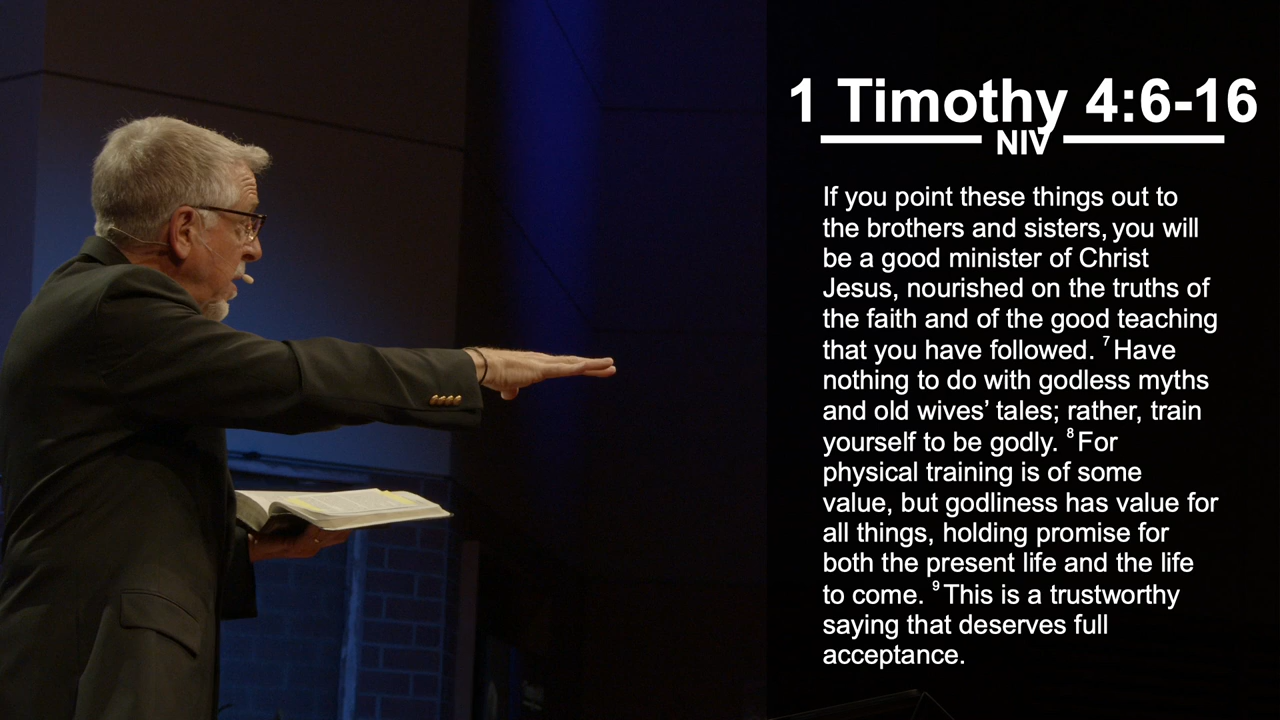 1 Timothy 4:6-16
NIV
If you point these things out to
the brothers and sisters, you will
be a good minister of Christ
Jesus, nourished on the truths of
the faith and of the good teaching
that you have followed. ⁷ Have
nothing to do with godless myths
and old wives’ tales; rather, train
yourself to be godly. ⁸ For
physical training is of some
value, but godliness has value for
all things, holding promise for
both the present life and the life
to come. ⁹ This is a trustworthy
saying that deserves full
acceptance.